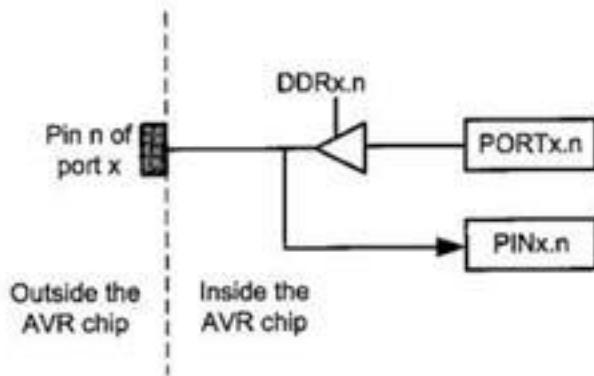 DDRx.n
Pin n of
port x
PORTx.n
PINx.n
Outside the
AVR chip
Inside the
AVR chip